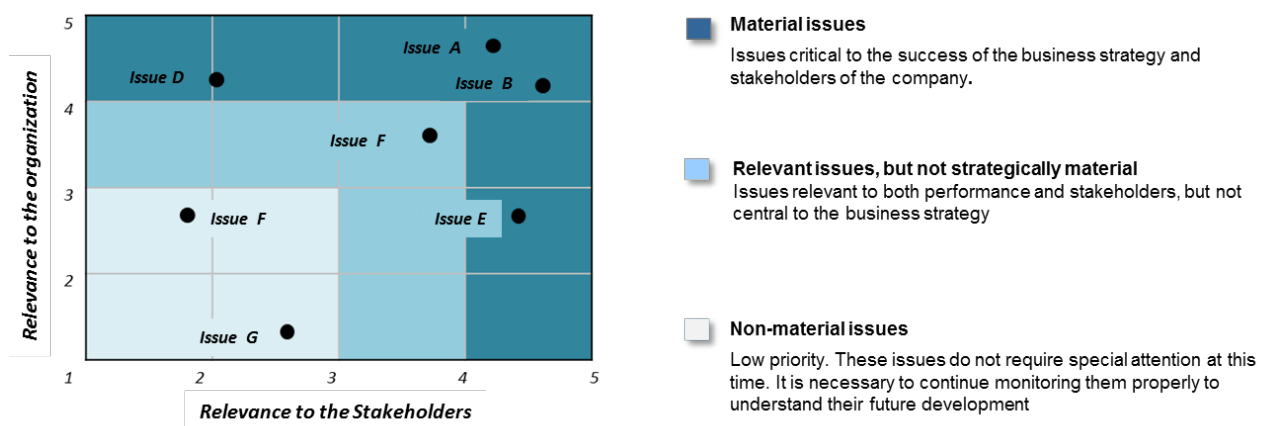 5
Issue A
Issue D
Issue B
4
Issue F
3
Issue F
Issue E
2
Issue G
1
2
3
4
5
Relevance to the organization
Relevance to the Stakeholders
Material issues
Issues critical to the success of the business strategy and
stakeholders of the company.
Relevant issues, but not strategically material
Issues relevant to both performance and stakeholders, but not
central to the business strategy
Non-material issues
Low priority. These issues do not require special attention at this
time. It is necessary to continue monitoring them properly to
understand their future development